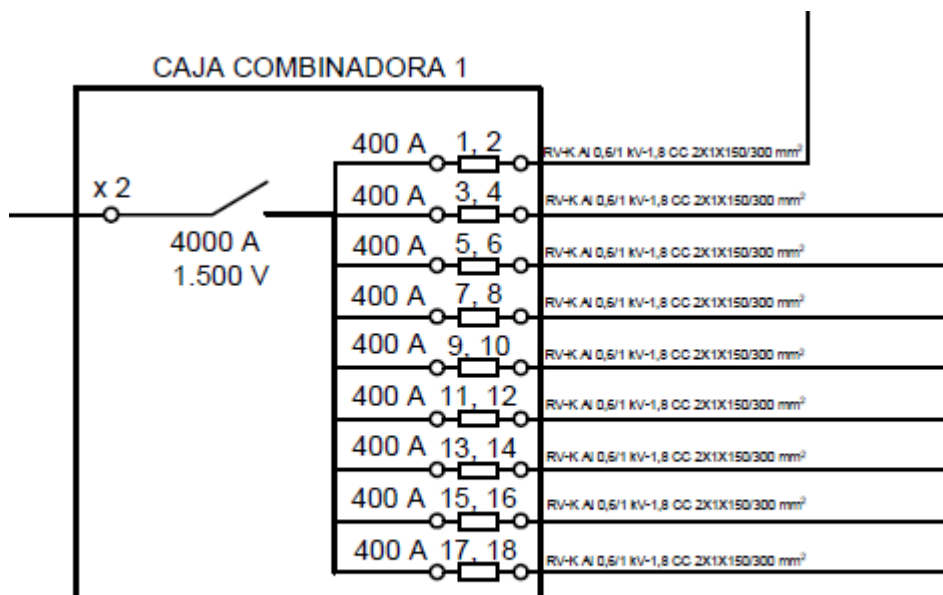 CAJA COMBINADORA 1
400 A 1, 2 RV-K Al 0,6/1 kV-1,8 CC 2X1X150/300 mm²
x 2
400 A 3, 4 RV-K Al 0,6/1 kV-1,8 CC 2X1X150/300 mm²
4000 A
1.500 V
400 A 5, 6 RV-K Al 0,6/1 kV-1,8 CC 2X1X150/300 mm²
400 A 7, 8 RV-K Al 0,6/1 kV-1,8 CC 2X1X150/300 mm²
400 A 9, 10 RV-K Al 0,6/1 kV-1,8 CC 2X1X150/300 mm²
400 A 11, 12 RV-K Al 0,6/1 kV-1,8 CC 2X1X150/300 mm²
400 A 13, 14 RV-K Al 0,6/1 kV-1,8 CC 2X1X150/300 mm²
400 A 15, 16 RV-K Al 0,6/1 kV-1,8 CC 2X1X150/300 mm²
400 A 17, 18 RV-K Al 0,6/1 kV-1,8 CC 2X1X150/300 mm²